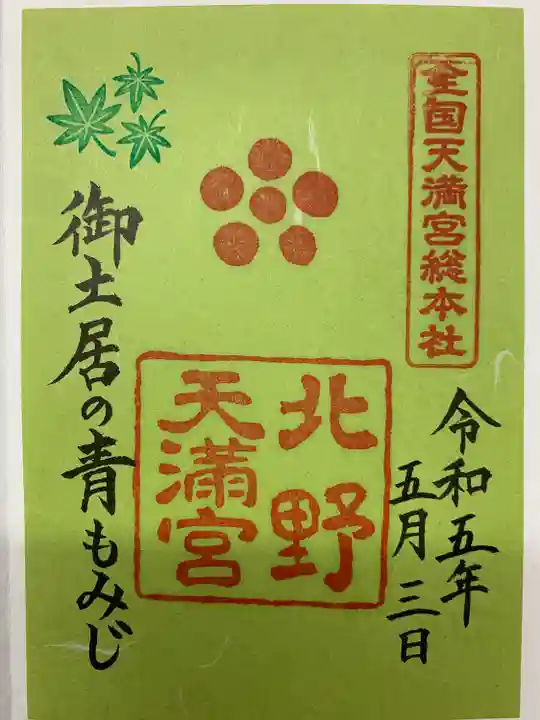 全国天満宮総本社
令和五年
五月三日
北野
天満宮
御土居の青もみじ